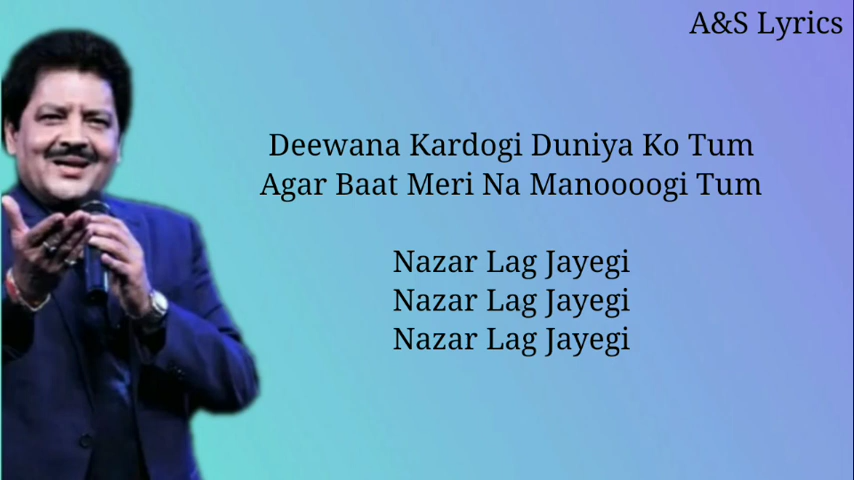 A&S Lyrics
Deewana Kardogi Duniya Ko Tum
Agar Baat Meri Na Manoooogi Tum
Nazar Lag Jayegi
Nazar Lag Jayegi
Nazar Lag Jayegi